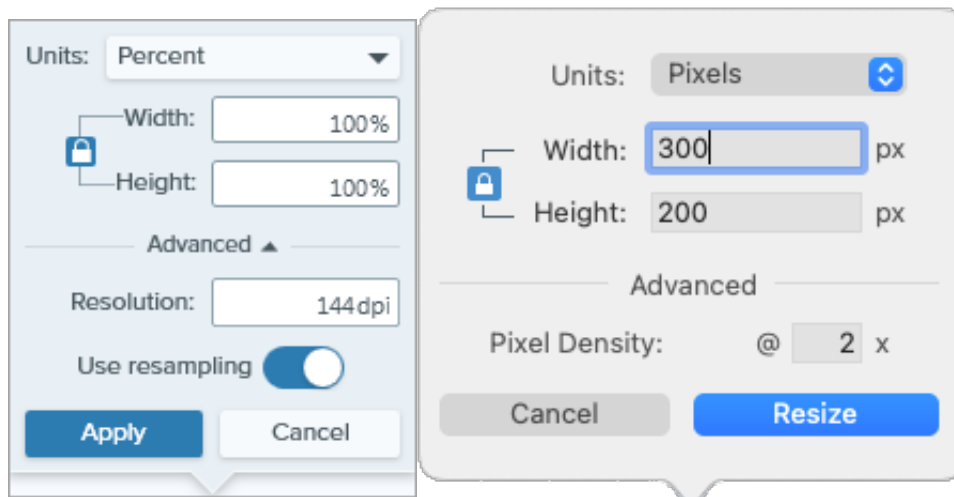 Units: Percent
Width: 100%
Height: 100%
Advanced
Resolution: 144dpi
Use resampling
Apply Cancel
Units: Pixels
Width: 300 px
Height: 200 px
Advanced
Pixel Density: @ 2 x
Cancel Resize